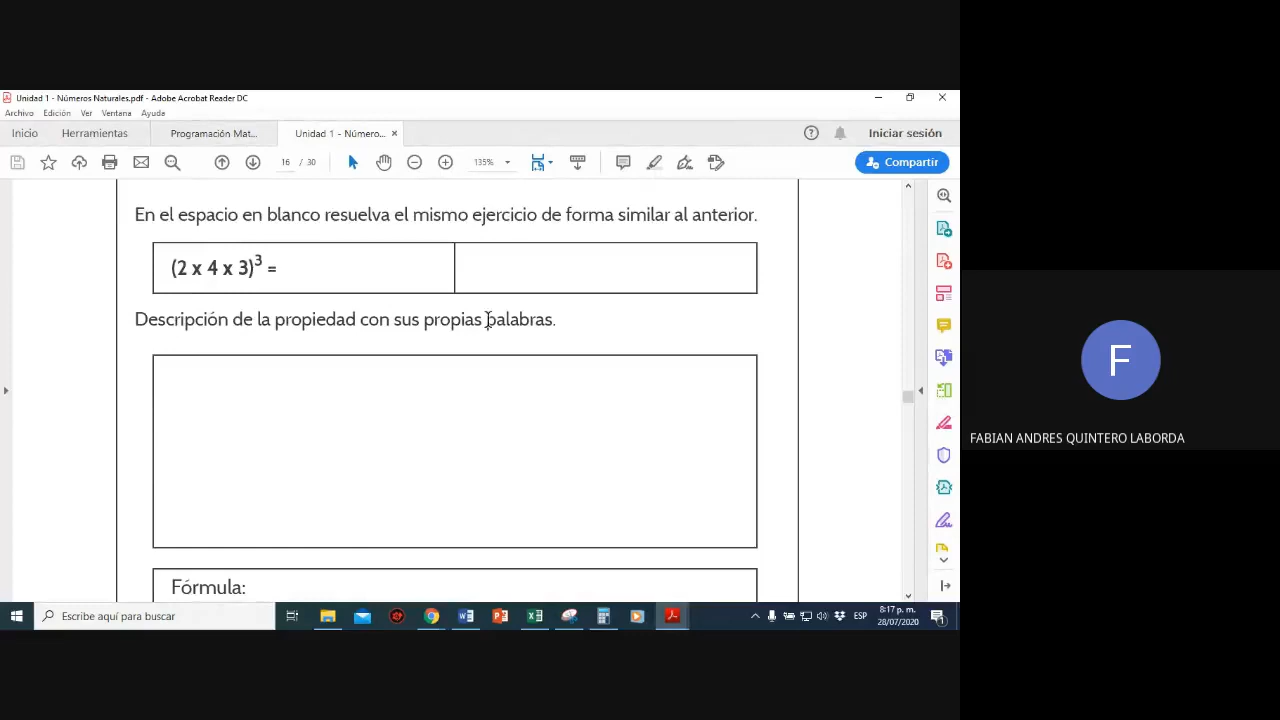 Unidad 1 - Números Naturales.pdf - Adobe Acrobat Reader DC
Archivo Edición Ver Ventana Ayuda
Inicio Herramientas Programación Mat... Unidad 1 - Número... × Iniciar sesión
16 / 30 135% Compartir
En el espacio en blanco resuelva el mismo ejercicio de forma similar al anterior.
(2 x 4 x 3)³ =
Descripción de la propiedad con sus propias palabras.
F
FABIAN ANDRES QUINTERO LABORDA
Fórmula:
Escribe aquí para buscar
ESP
8:17 p. m.
28/07/2020
1